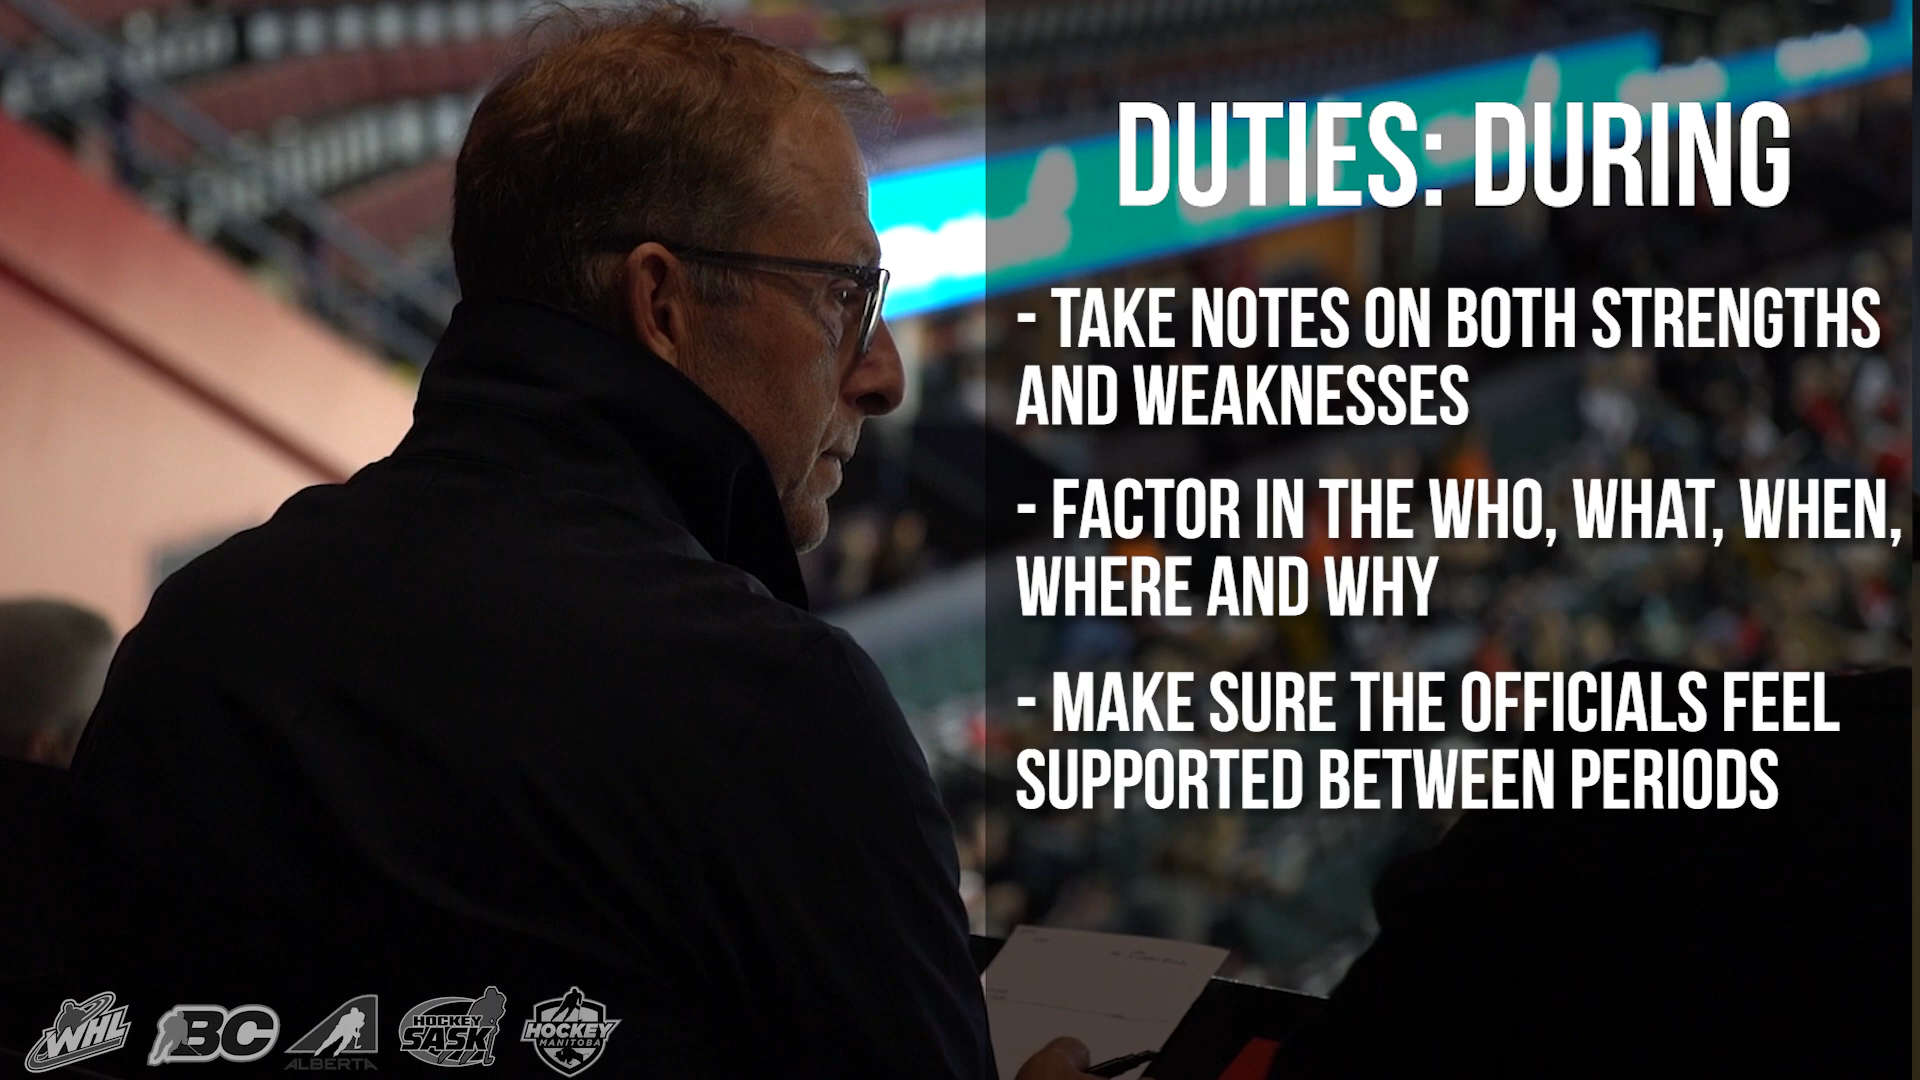 DUTIES: DURING
- TAKE NOTES ON BOTH STRENGTHS
AND WEAKNESSES
- FACTOR IN THE WHO, WHAT, WHEN,
WHERE AND WHY
- MAKE SURE THE OFFICIALS FEEL
SUPPORTED BETWEEN PERIODS
WHL
BC
ALBERTA
HOCKEY
SASK
HOCKEY
MANITOBA